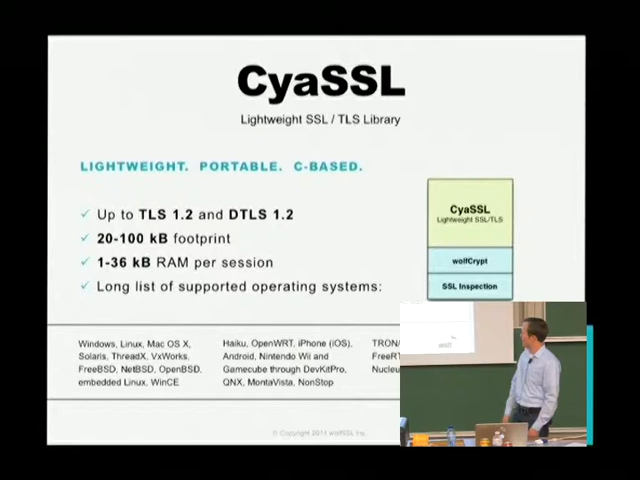 CyaSSL
Lightweight SSL / TLS Library
LIGHTWEIGHT. PORTABLE. C-BASED.
✓ Up to TLS 1.2 and DTLS 1.2
✓ 20-100 kB footprint
✓ 1-36 kB RAM per session
✓ Long list of supported operating systems:
CyaSSL
Lightweight SSL/TLS
wolfCrypt
SSL Inspection
Windows, Linux, Mac OS X,
Solaris, ThreadX, VxWorks,
FreeBSD, NetBSD, OpenBSD,
embedded Linux, WinCE
Haiku, OpenWRT, iPhone (iOS),
Android, Nintendo Wii and
Gamecube through DevKitPro,
QNX, MontaVista, NonStop
TRON/
FreeRT
Nucleu
© Copyright 2014 wolfSSL Inc.